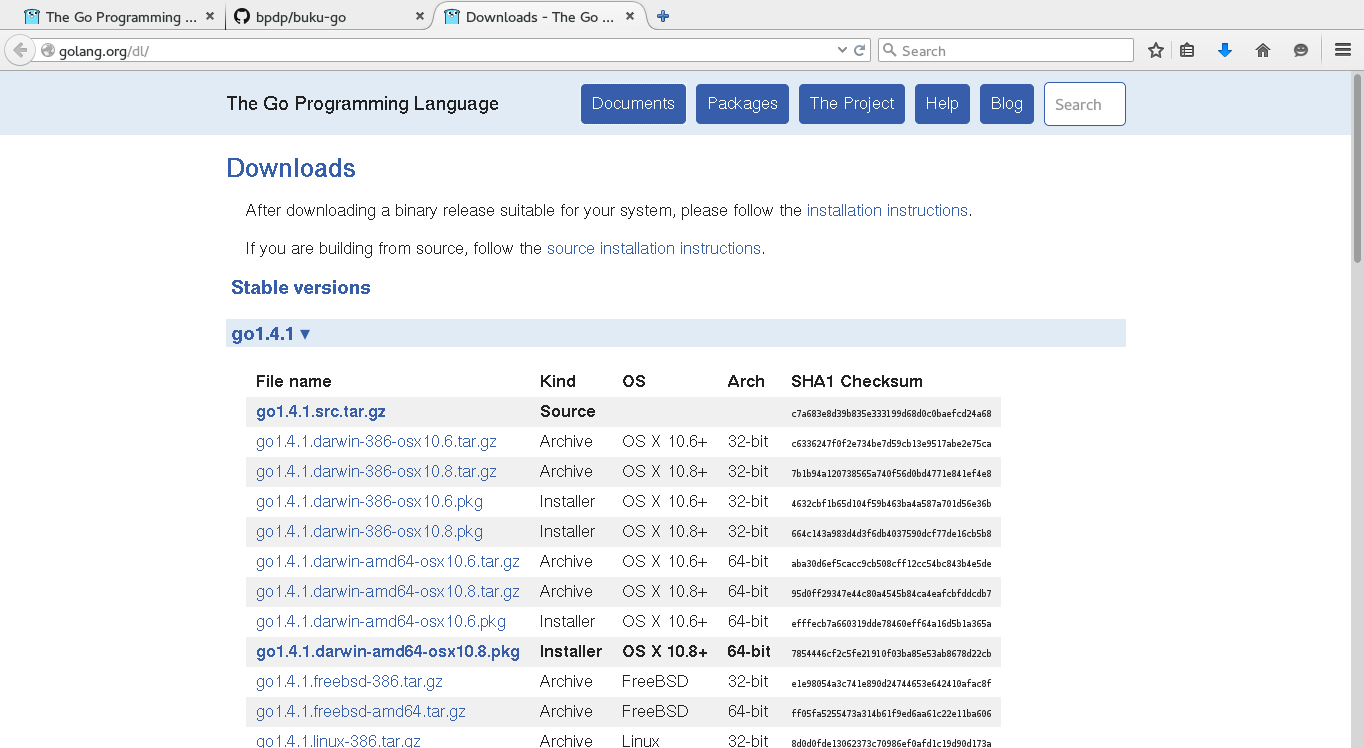 The Go Programming ... × bpdp/buku-go × Downloads - The Go ... ×
golang.org/dl/ Search
The Go Programming Language Documents Packages The Project Help Blog Search
Downloads
After downloading a binary release suitable for your system, please follow the installation instructions.
If you are building from source, follow the source installation instructions.
Stable versions
go1.4.1 ▾
File name Kind OS Arch SHA1 Checksum
go1.4.1.src.tar.gz Source c7a683e8d39b835e333199d68d0c0baefcd24a68
go1.4.1.darwin-386-osx10.6.tar.gz Archive OS X 10.6+ 32-bit c6336247f0f2e734be7d59cb13e9517abe2e75ca
go1.4.1.darwin-386-osx10.8.tar.gz Archive OS X 10.8+ 32-bit 7b1b94a120738565a740f56d0bd4771e841ef4e8
go1.4.1.darwin-386-osx10.6.pkg Installer OS X 10.6+ 32-bit 4632cbf1b65d104f59b463ba4a587a701d56e36b
go1.4.1.darwin-386-osx10.8.pkg Installer OS X 10.8+ 32-bit 664c143a983d4d3f6db4037590dcf77de16cb5b8
go1.4.1.darwin-amd64-osx10.6.tar.gz Archive OS X 10.6+ 64-bit aba30d6ef5cacc9cb508cff12cc54bc843b4e5de
go1.4.1.darwin-amd64-osx10.8.tar.gz Archive OS X 10.8+ 64-bit 95d0ff29347e44c80a4545b84ca4eafcbfddcdb7
go1.4.1.darwin-amd64-osx10.6.pkg Installer OS X 10.6+ 64-bit efffecb7a660319dde78460eff64a16d5b1a365a
go1.4.1.darwin-amd64-osx10.8.pkg Installer OS X 10.8+ 64-bit 7854446cf2c5fe21910f03ba85e53ab8678d22cb
go1.4.1.freebsd-386.tar.gz Archive FreeBSD 32-bit e1e98054a3c741e890d24744653e642410afac8f
go1.4.1.freebsd-amd64.tar.gz Archive FreeBSD 64-bit ff05fa5255473a314b61f9ed6aa61c22e11ba606
go1.4.1.linux-386.tar.gz Archive Linux 32-bit 8d0d0fde13062373c70986ef0afd1c19d90d173a